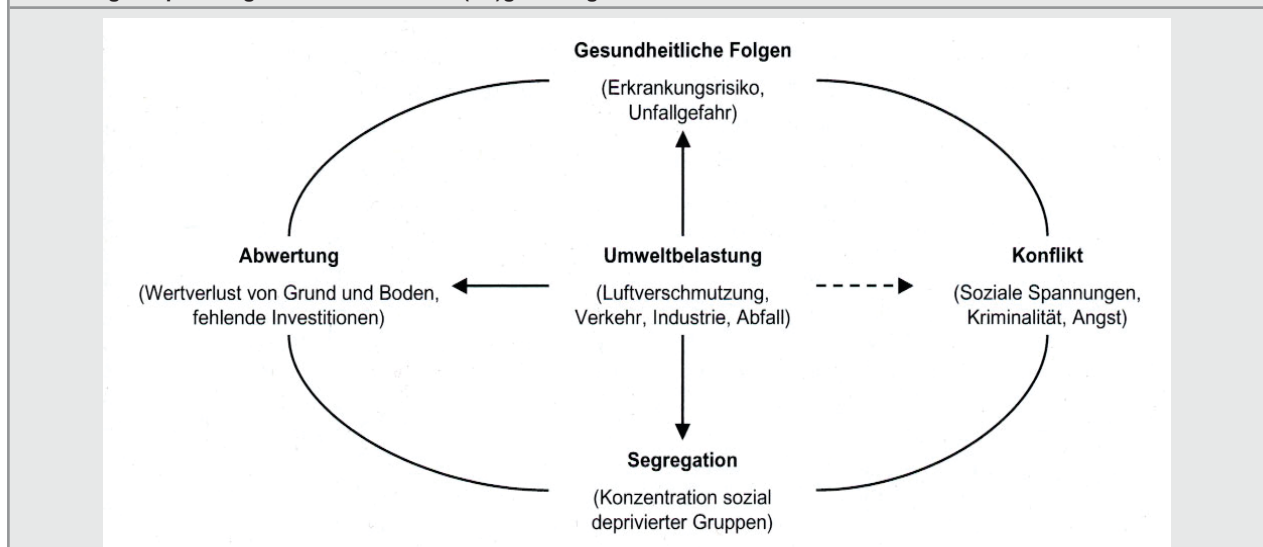 Gesundheitliche Folgen
(Erkrankungsrisiko,
Unfallgefahr)
Abwertung
(Wertverlust von Grund und Boden,
fehlende Investitionen)
Umweltbelastung
(Luftverschmutzung,
Verkehr, Industrie, Abfall)
Konflikt
(Soziale Spannungen,
Kriminalität, Angst)
Segregation
(Konzentration sozial
deprivierter Gruppen)